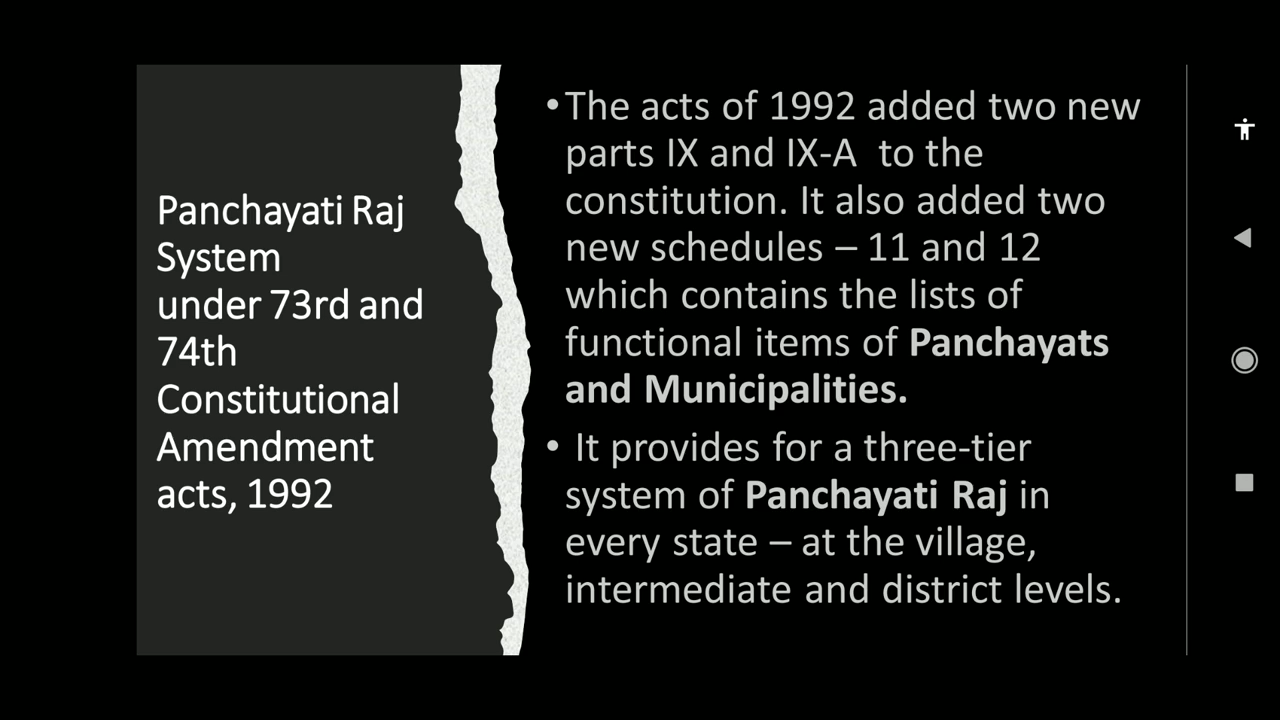 Panchayati Raj
System
under 73rd and
74th
Constitutional
Amendment
acts, 1992
•The acts of 1992 added two new
parts IX and IX-A  to the
constitution. It also added two
new schedules – 11 and 12
which contains the lists of
functional items of Panchayats
and Municipalities.
• It provides for a three-tier
system of Panchayati Raj in
every state – at the village,
intermediate and district levels.